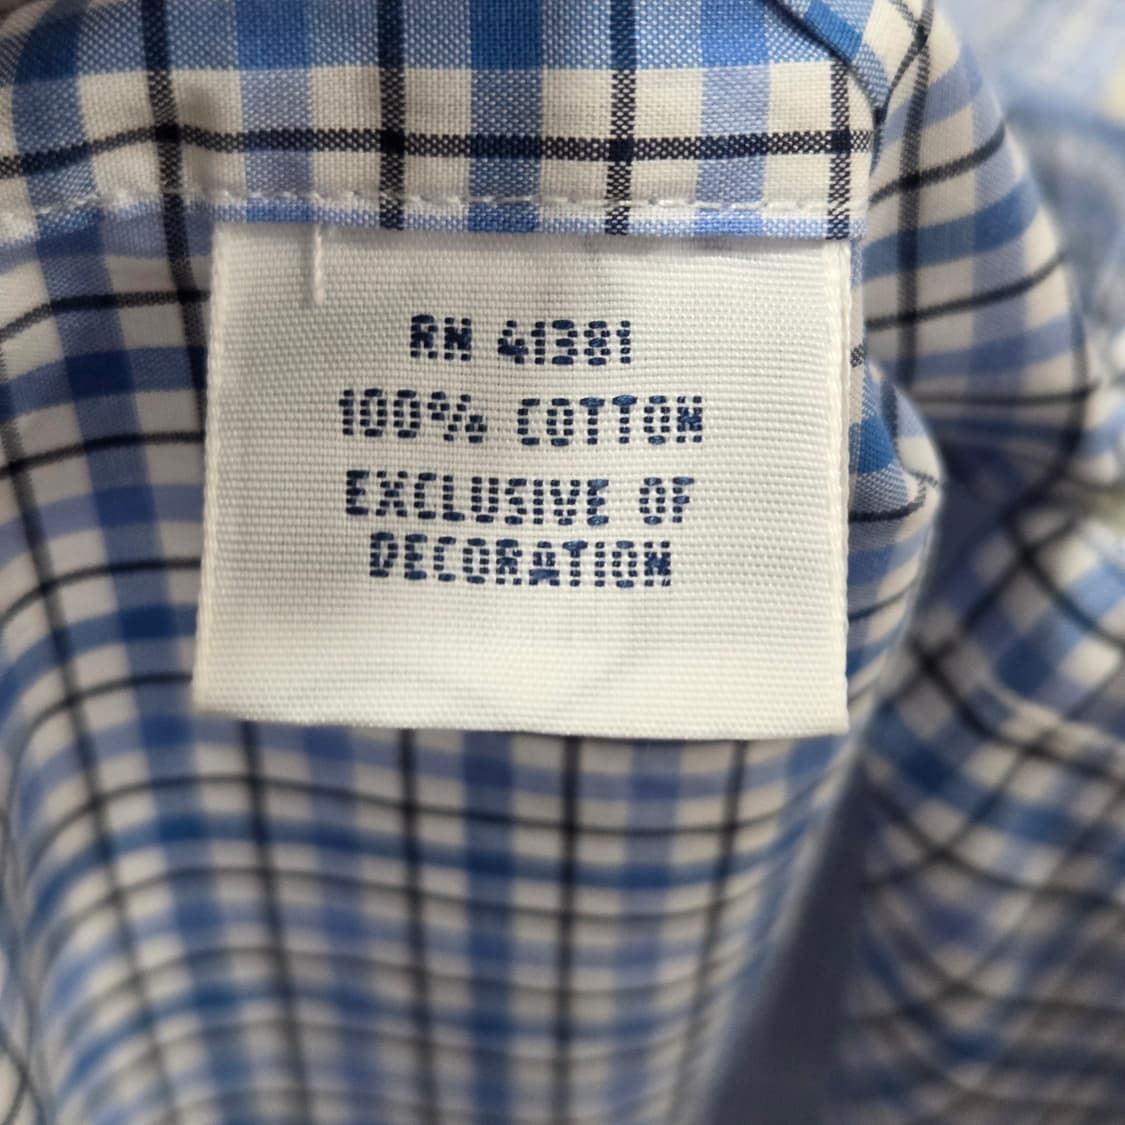 RN 41381
100% COTTON
EXCLUSIVE OF
DECORATION